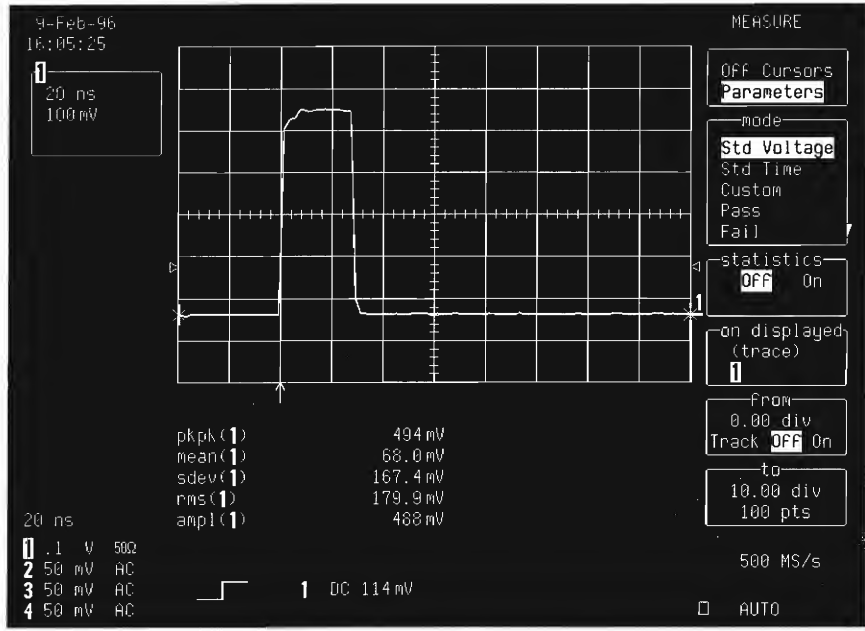 9-Feb-96
16:05:25
1
20 ns
100 mV
MEASURE
Off Cursors
Parameters
mode
Std Voltage
Std Time
Custom
Pass
Fail
statistics
Off On
1
on displayed
(trace)
1
from
0.00 div
Track Off On
to
10.00 div
100 pts
pkpk(1) 494 mV
mean(1) 68.0 mV
sdev(1) 167.4 mV
rms(1) 179.9 mV
ampl(1) 488 mV
20 ns
1 .1 V 50Ω
2 50 mV AC
3 50 mV AC
4 50 mV AC
1 DC 114 mV
500 MS/s
AUTO